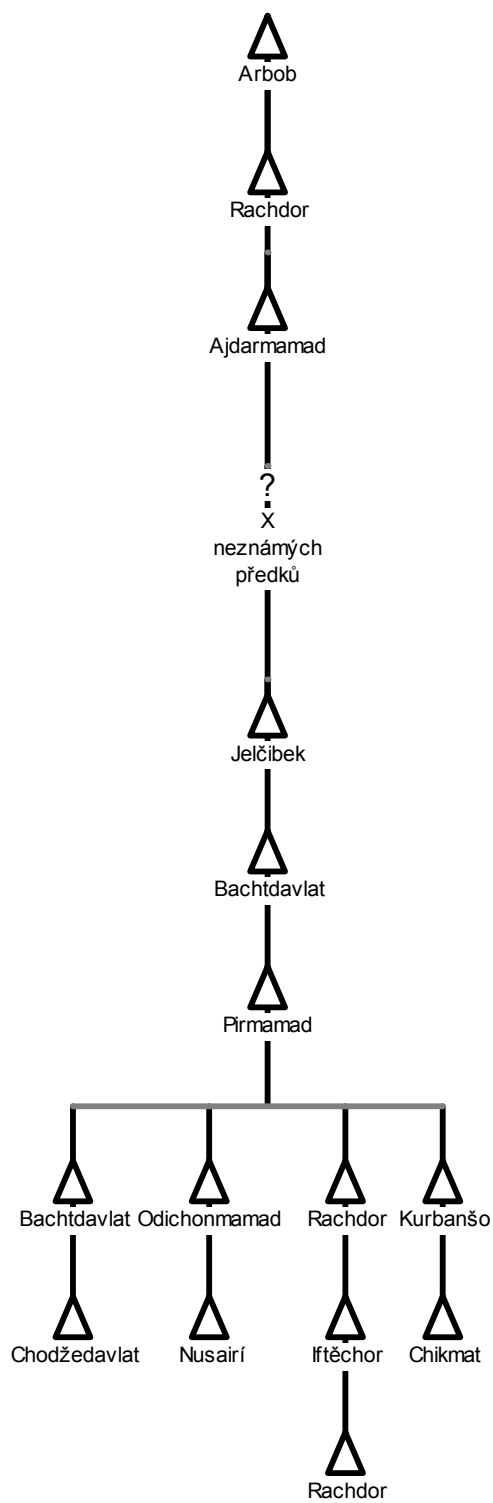 Arbob
Rachdor
Ajdarmamad
?
x
neznámých
předků
Jelčibek
Bachtdavlat
Pirmamad
Bachtdavlat Odichonmamad Rachdor Kurbanšo
Chodžedavlat Nusairí Iftěchor Chikmat
Rachdor